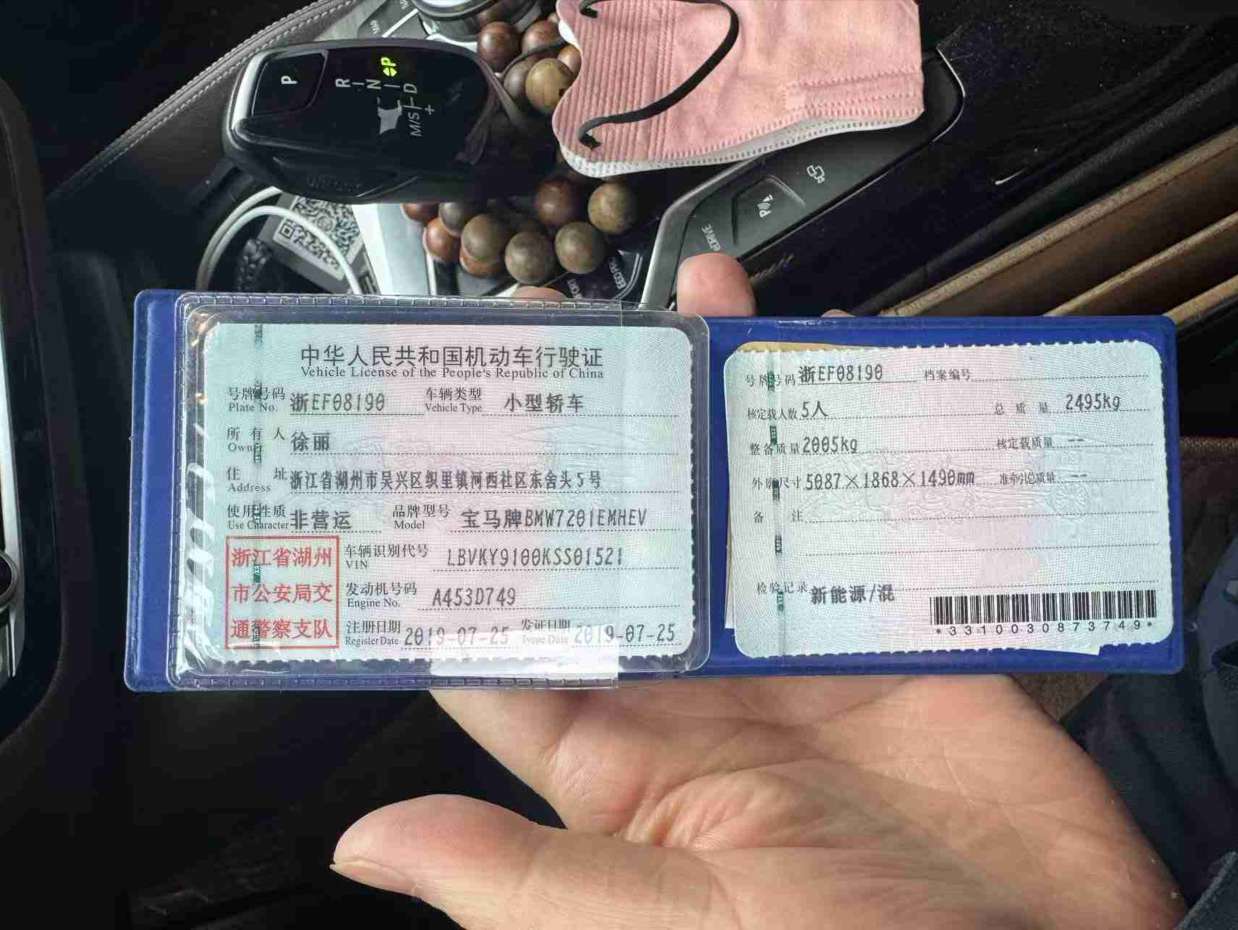 P
R
N
P
D
M/S
+
中华人民共和国机动车行驶证
Vehicle License of the People's Republic of China
号牌号码 浙EF08190 车辆类型 小型轿车
Plate No. Vehicle Type
所有人 徐丽
Owner
住址 浙江省湖州市吴兴区织里镇河西社区东舍头5号
Address
使用性质 非营运 品牌型号 宝马牌BMW7201EMHEV
Use Character Model
浙江省湖州
市公安局交
通警察支队
车辆识别代号 LBVKY9100KSS01521
VIN
发动机号码 A453D749
Engine No.
注册日期 2019-07-25 发证日期 2019-07-25
Register Date Issue Date
号牌号码 浙EF08190 档案编号
核定载人数 5人 总质量 2495kg
整备质量 2005kg 核定载质量 --
外廓尺寸 5087×1868×1490mm 准牵引总质量 --
备注
检验记录 新能源/混
*3310030873749*